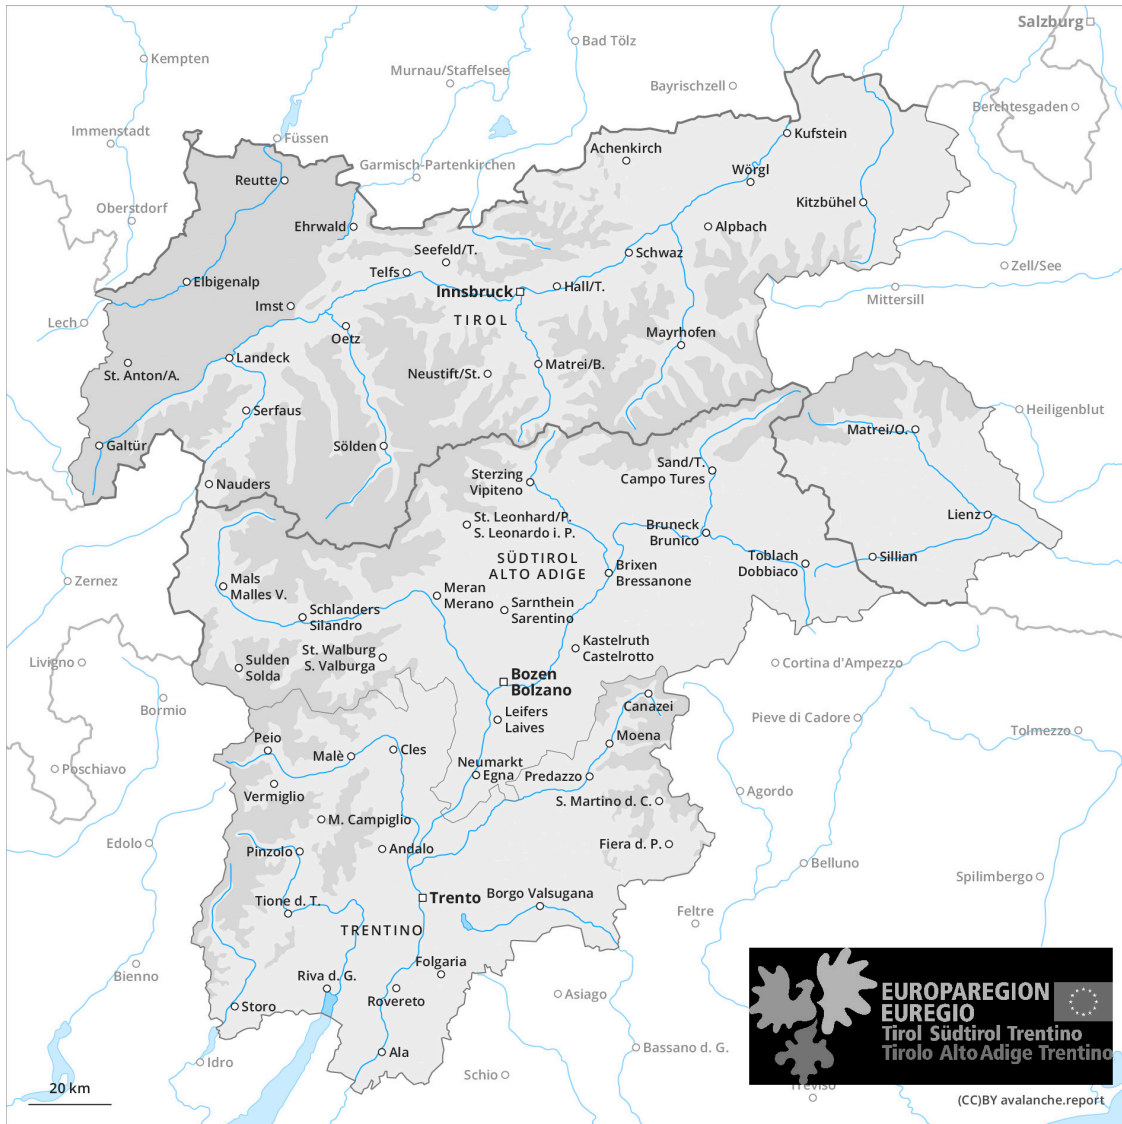 Salzburg
Bad Tölz
Kempten
Murnau/Staffelsee
Bayrischzell
Berchtesgaden
Immenstadt
Füssen
Kufstein
Achenkirch
Garmisch-Partenkirchen
Wörgl
Reutte
Kitzbühel
Oberstdorf
Ehrwald
Alpbach
Seefeld/T.
Schwaz
Zell/See
Telfs
Elbigenalp
Hall/T.
Innsbruck
Mittersill
Imst
TIROL
Lech
Mayrhofen
Oetz
Landeck
Matrei/B.
St. Anton/A.
Neustift/St.
Serfaus
Heiligenblut
Matrei/O.
Galtür
Sölden
Sand/T.
Campo Tures
Sterzing
Vipiteno
Nauders
St. Leonhard/P.
S. Leonardo i. P.
Lienz
Bruneck
Brunico
SÜDTIROL
ALTO ADIGE
Toblach
Dobbiaco
Sillian
Brixen
Bressanone
Zernez
Mals
Malles V.
Meran
Merano
Sarnthein
Sarentino
Schlanders
Silandro
Kastelruth
Castelrotto
St. Walburg
S. Valburga
Livigno
Sulden
Solda
Cortina d'Ampezzo
Bozen
Bolzano
Bormio
Canazei
Leifers
Laives
Pieve di Cadore
Tolmezzo
Peio
Moena
Cles
Malè
Neumarkt
Egna
Predazzo
Poschiavo
Vermiglio
Agordo
S. Martino d. C.
M. Campiglio
Edolo
Pinzolo
Andalo
Fiera d. P.
Belluno
Spilimbergo
Borgo Valsugana
Trento
Tione d. T.
Feltre
TRENTINO
Folgaria
Bienno
Riva d. G.
Rovereto
Asiago
Storo
EUROPAREGION
EUREGIO
Tirol Südtirol Trentino
Tirolo Alto Adige Trentino
Ala
Bassano d. G.
Idro
Schio
Treviso
20 km
(CC)BY avalanche.report